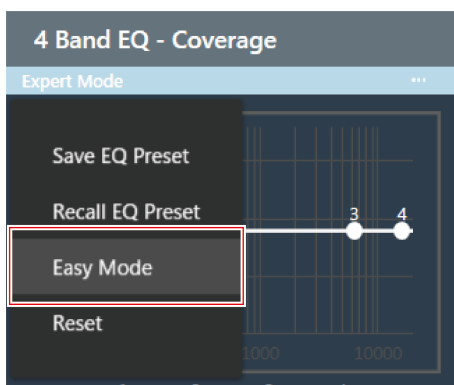 4 Band EQ - Coverage
Expert Mode ...
Save EQ Preset
Recall EQ Preset
3 4
Easy Mode
Reset
1000 10000